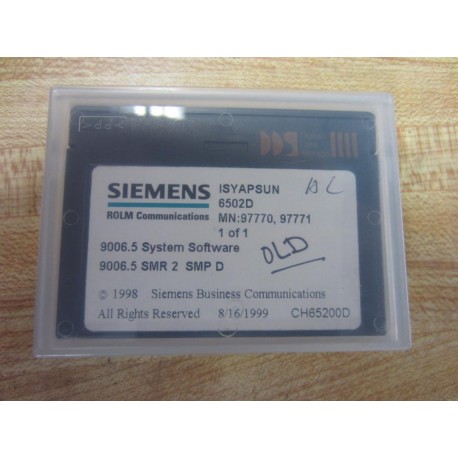 DDS
SIEMENS
ROLM Communications
ISYAPSUN
6502D
MN:97770, 97771
1 of 1
OLD
9006.5 System Software
9006.5 SMR 2 SMP D
© 1998 Siemens Business Communications
All Rights Reserved 8/16/1999 CH65200D